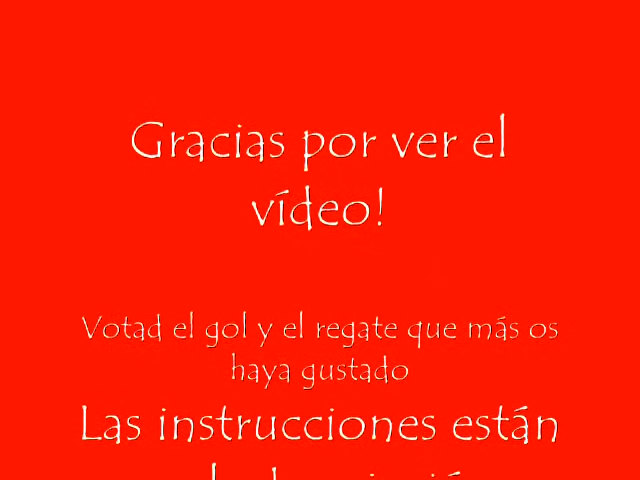 Gracias por ver el
vídeo!
Votad el gol y el regate que más os
haya gustado
Las instrucciones están